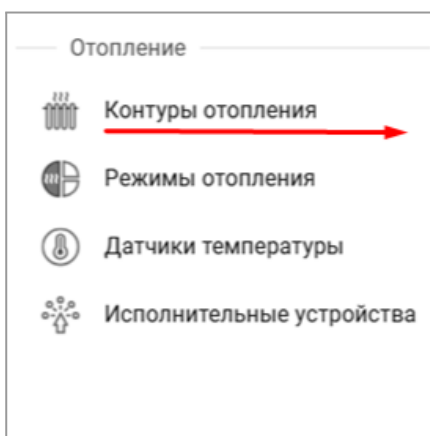 Отопление
Контуры отопления
Режимы отопления
Датчики температуры
Исполнительные устройства